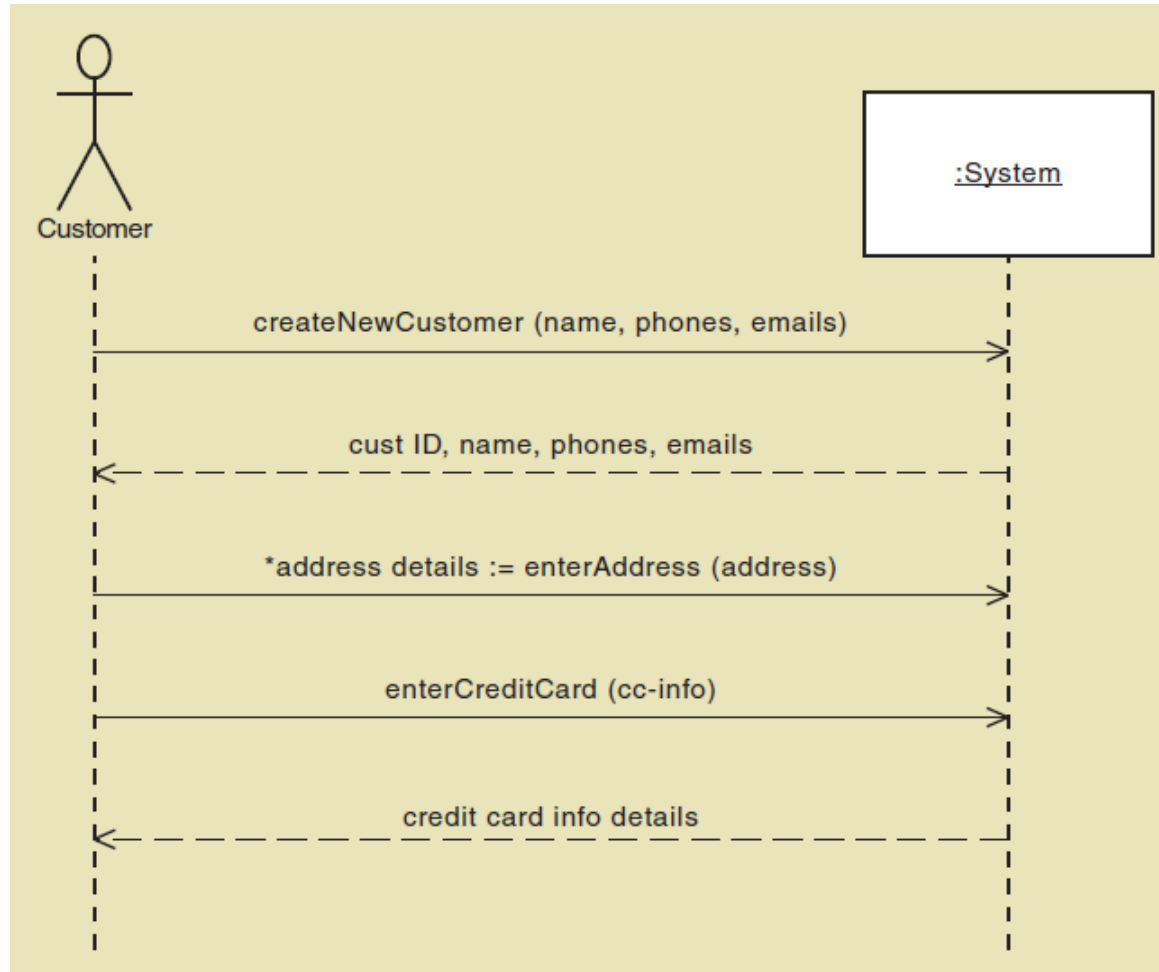 :System
Customer
createNewCustomer (name, phones, emails)
cust ID, name, phones, emails
*address details := enterAddress (address)
enterCreditCard (cc-info)
credit card info details